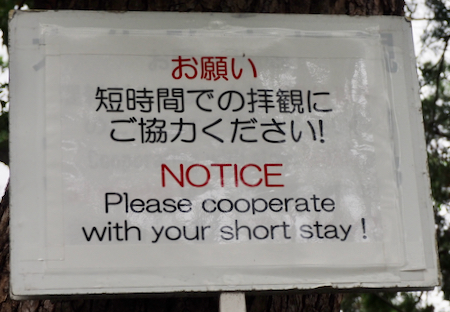 お願い
短時間での拝観に
ご協力ください!
NOTICE
Please cooperate
with your short stay !